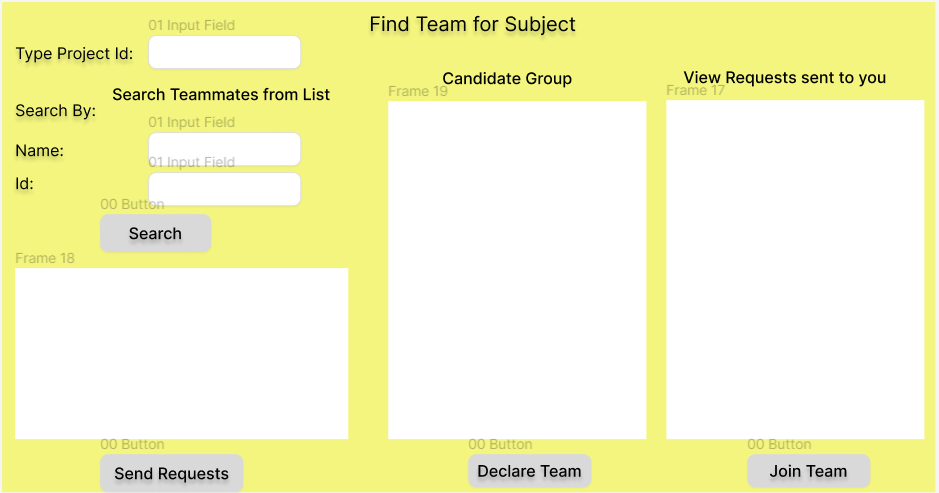 Find Team for Subject
01 Input Field
Type Project Id:
Search Teammates from List
Search By:
01 Input Field
Name:
01 Input Field
Id:
00 Button
Search
Frame 18
00 Button
Send Requests
Candidate Group
Frame 19
00 Button
Declare Team
View Requests sent to you
Frame 17
00 Button
Join Team